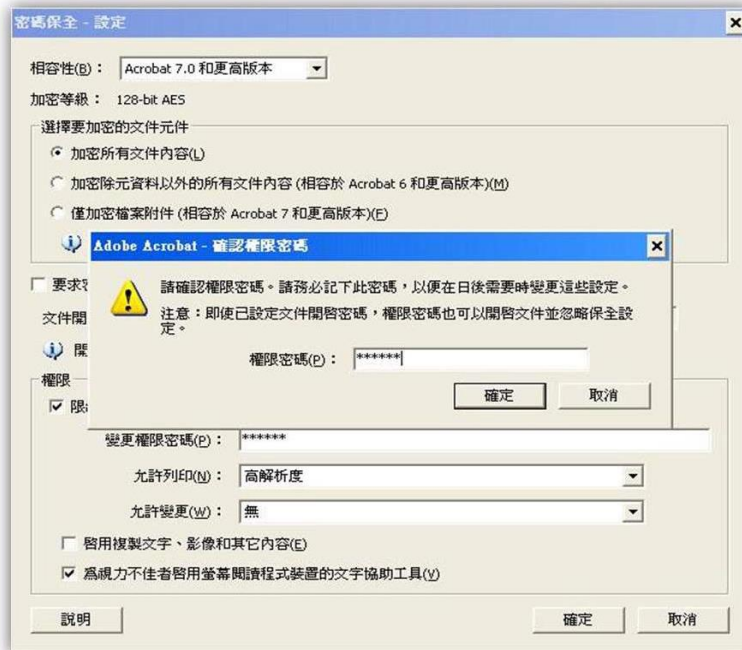 密碼保全 - 設定
相容性(B)： Acrobat 7.0 和更高版本
加密等級： 128-bit AES
選擇要加密的文件元件
加密所有文件內容(L)
加密除元資料以外的所有文件內容 (相容於 Acrobat 6 和更高版本)(M)
僅加密檔案附件 (相容於 Acrobat 7 和更高版本)(F)
Adobe Acrobat - 確認權限密碼
請確認權限密碼。請務必記下此密碼，以便在日後需要時變更這些設定。
注意：即使已設定文件開啓密碼，權限密碼也可以開啓文件並忽略保全設
定。
權限密碼(P)： ******
確定 取消
要求
文件開
開
權限
限
變更權限密碼(P)： ******
允許列印(N)： 高解析度
允許變更(W)： 無
啓用複製文字、影像和其它內容(E)
爲視力不佳者啓用螢幕閱讀程式裝置的文字協助工具(V)
說明 確定 取消